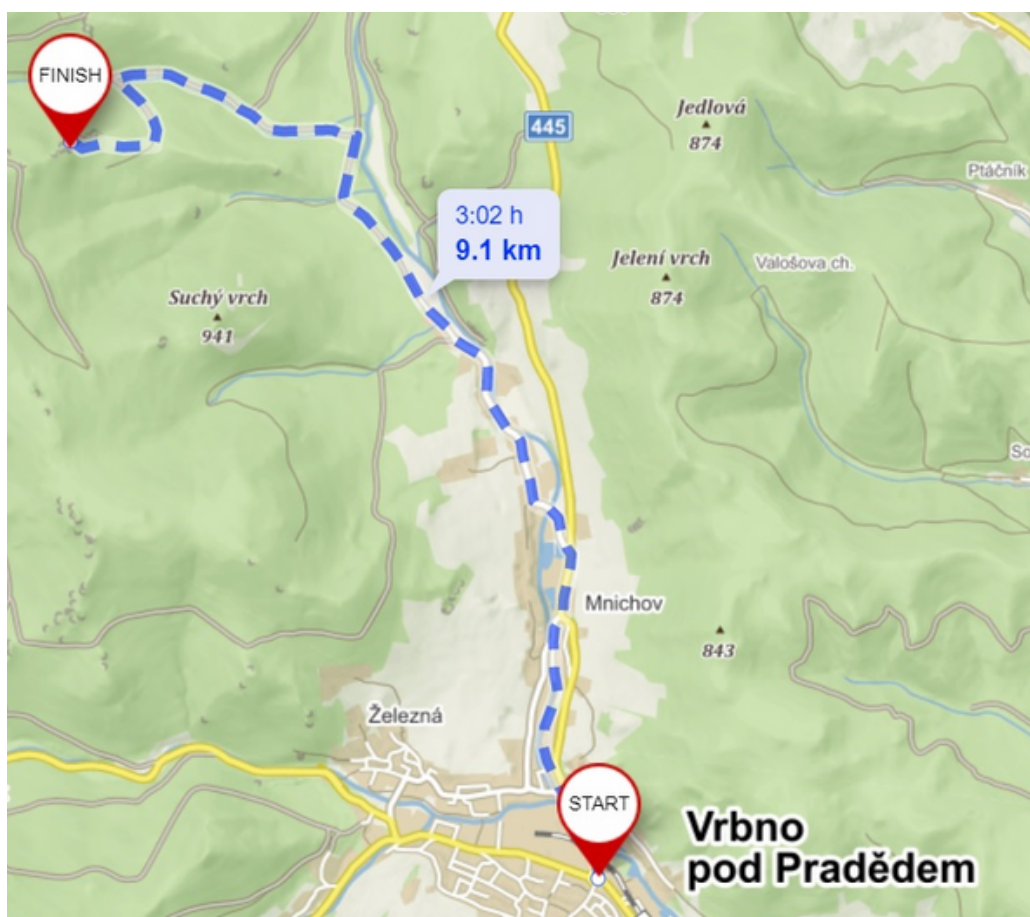 FINISH
Jedlová
874
445
Ptáčník
3:02 h
9.1 km
Jelení vrch
874
Valošova ch.
Suchý vrch
941
So
Mnichov
843
Železná
START
Vrbno
pod Pradědem